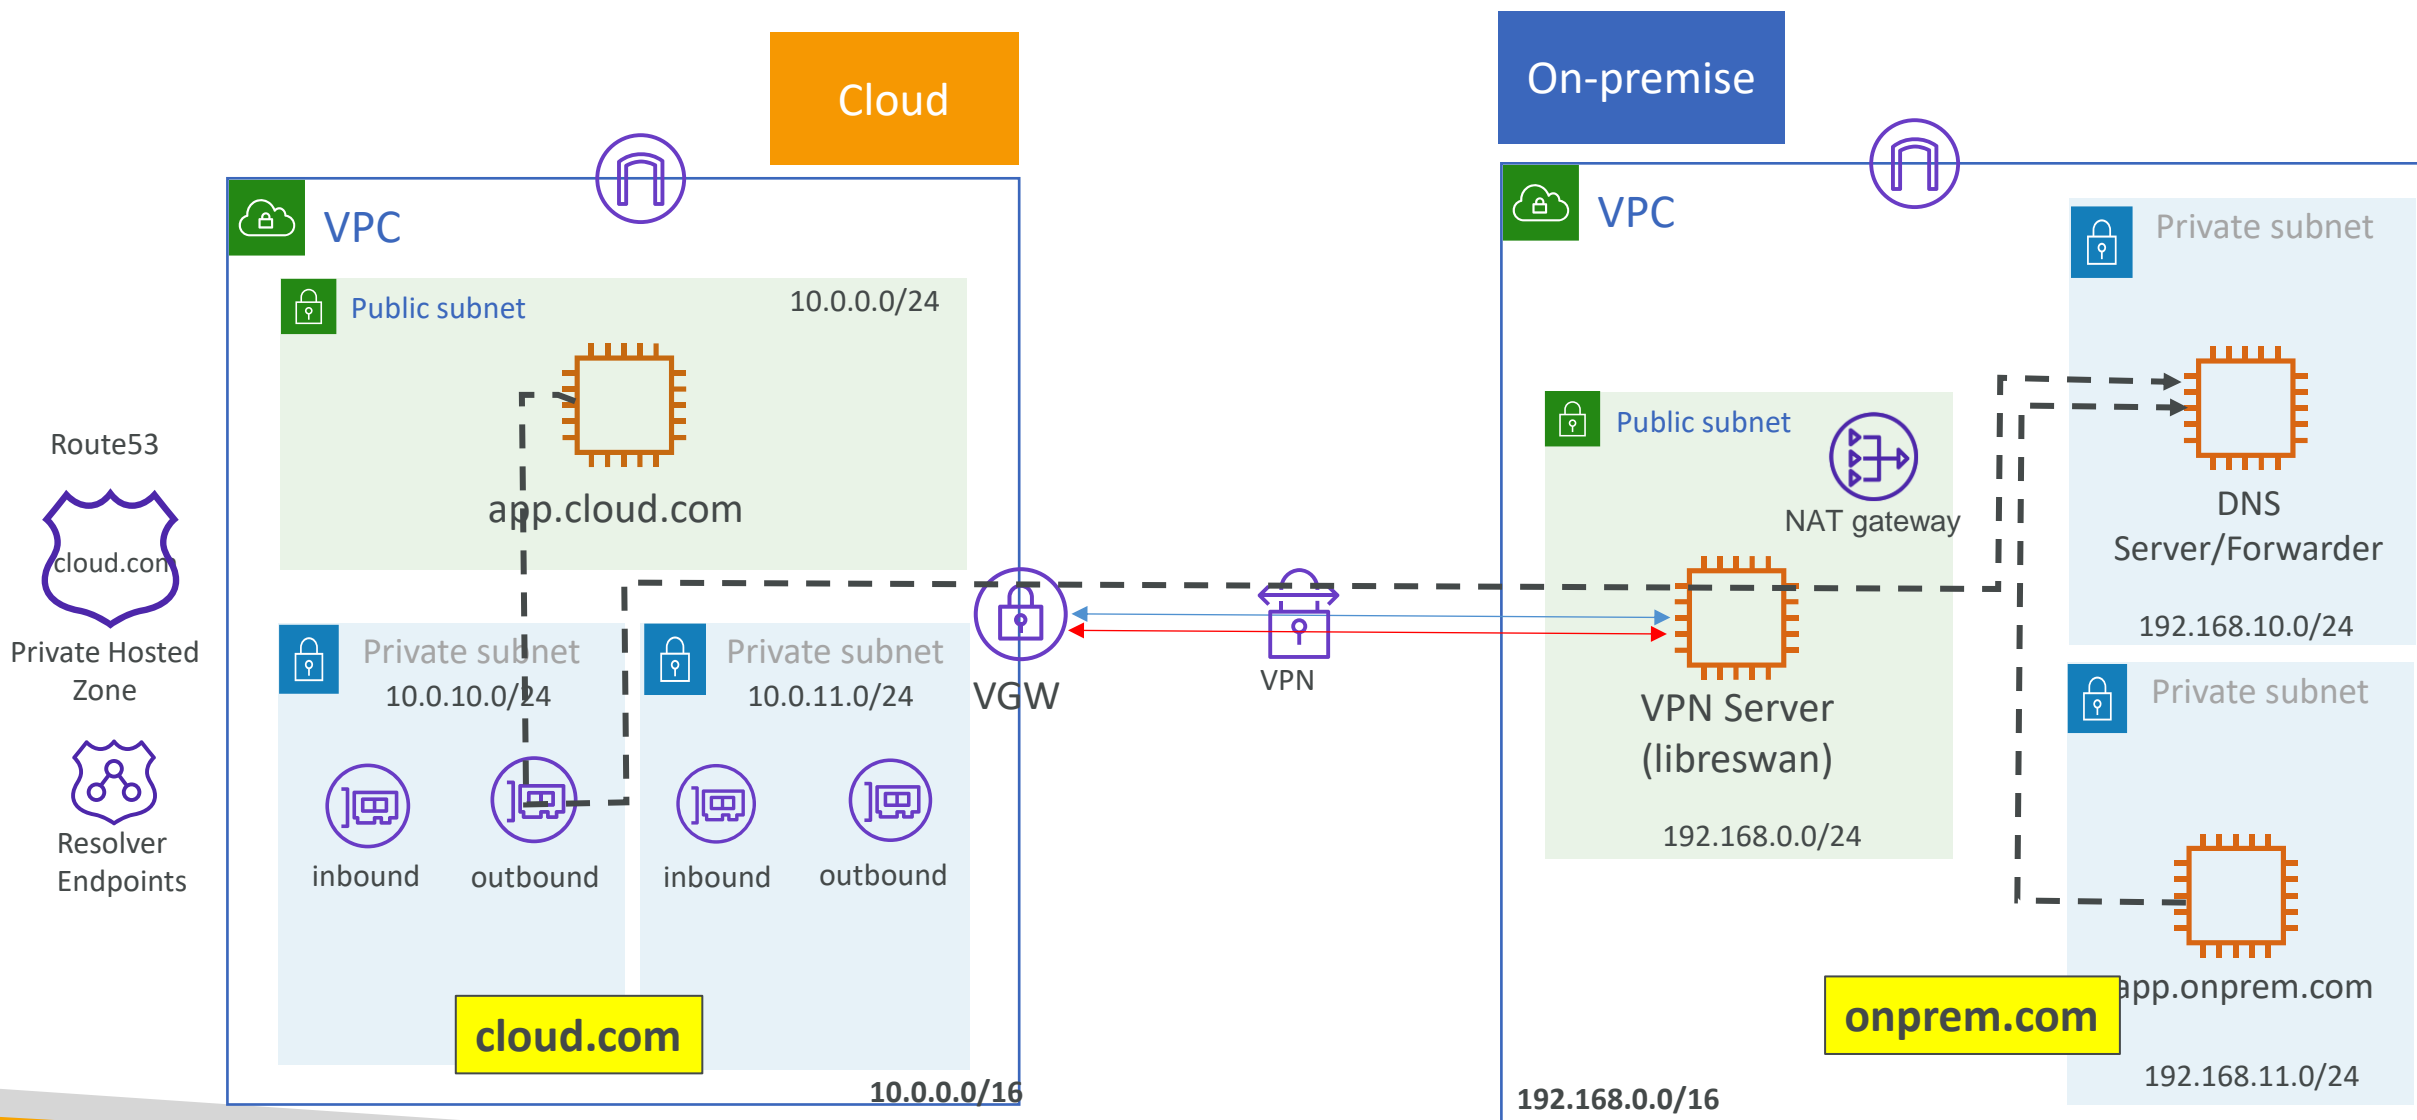 Cloud
On-premise
VPC
Public subnet
10.0.0.0/24
app.cloud.com
Route53
cloud.com
Private Hosted
Zone
Resolver
Endpoints
Private subnet
10.0.10.0/24
inbound
outbound
Private subnet
10.0.11.0/24
inbound
outbound
cloud.com
10.0.0.0/16
VGW
VPN
VPC
Public subnet
NAT gateway
VPN Server
(libreswan)
192.168.0.0/24
Private subnet
DNS
Server/Forwarder
192.168.10.0/24
Private subnet
app.onprem.com
onprem.com
192.168.11.0/24
192.168.0.0/16